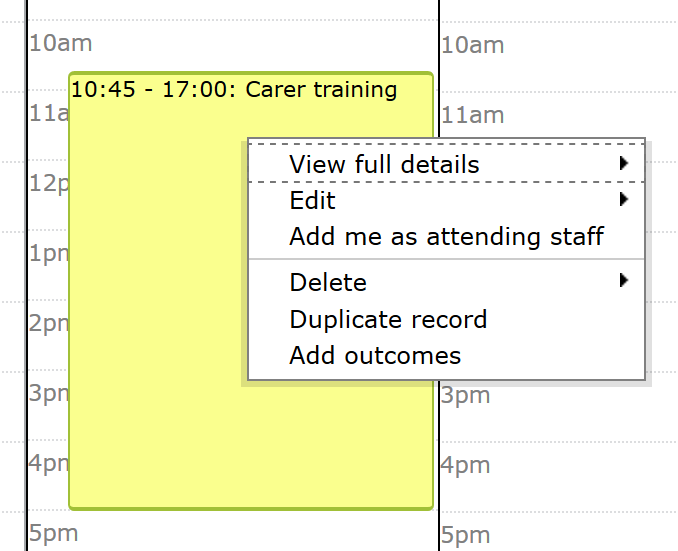 10am
10:45 - 17:00: Carer training
11a
12p
1pn
2pn
3pn
4pn
5pm
View full details
Edit
Add me as attending staff
Delete
Duplicate record
Add outcomes
10am
11am
3pm
4pm
5pm